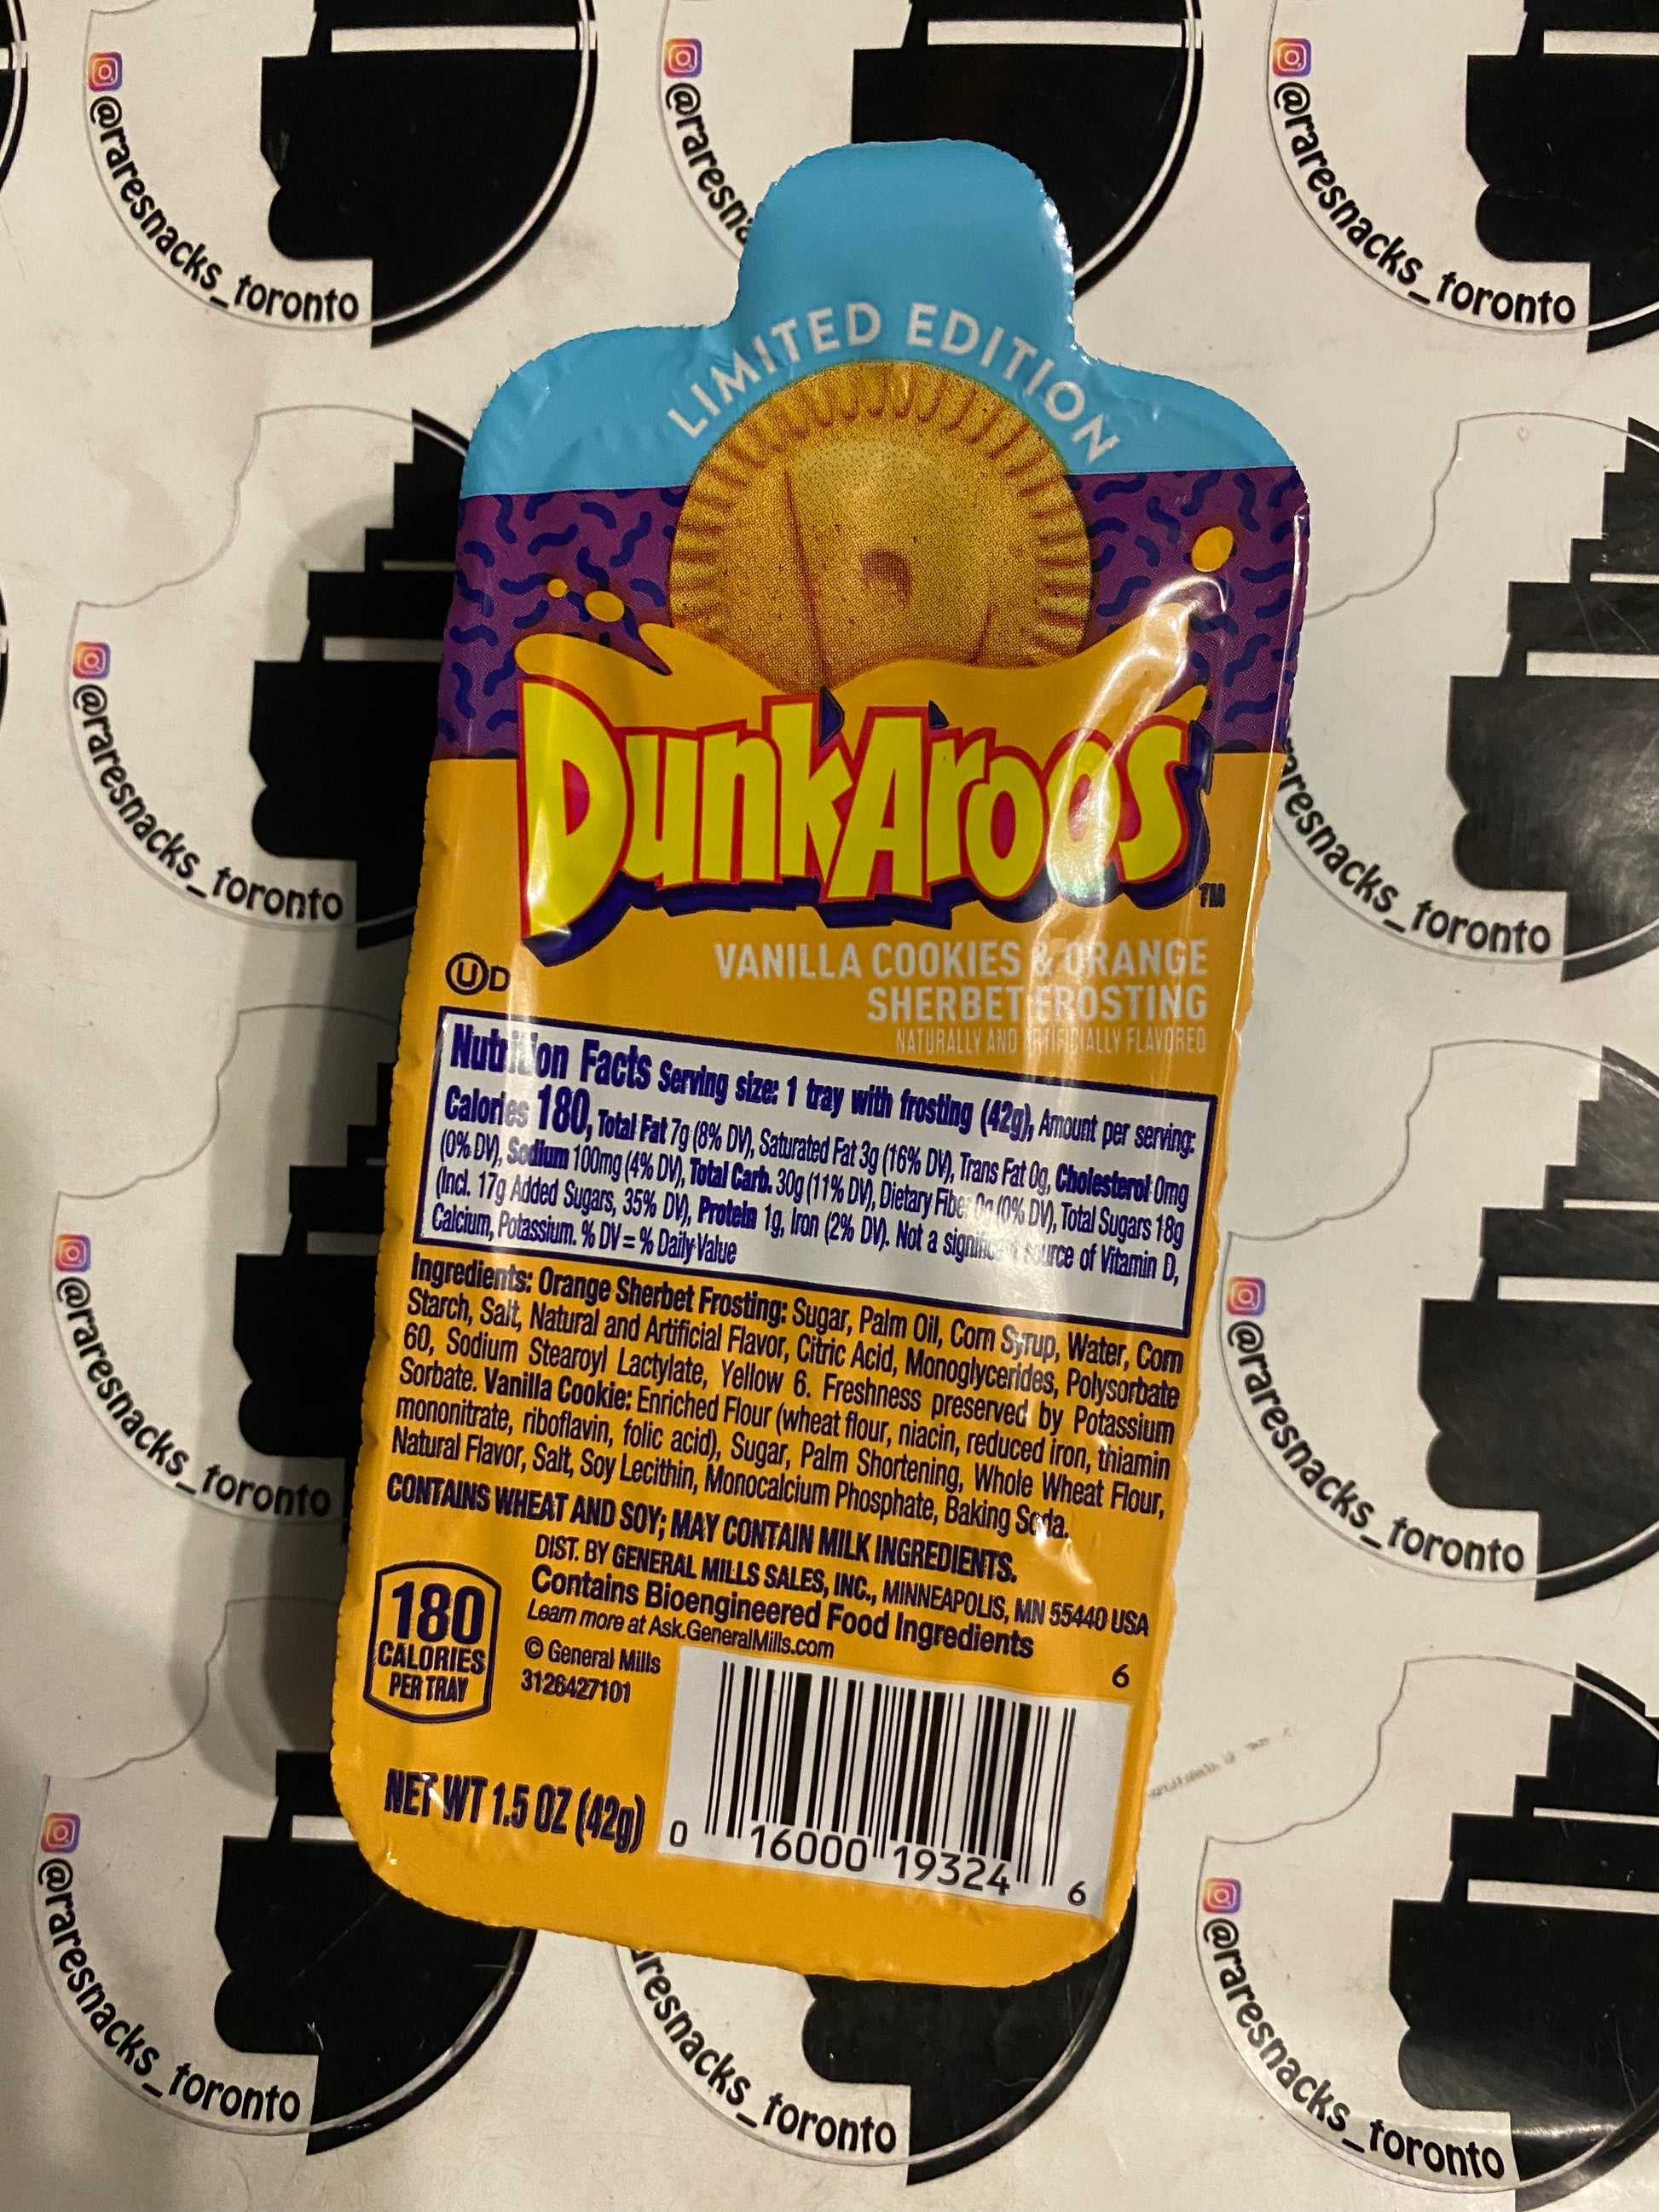 LIMITED EDITION
DunkAroos™
VANILLA COOKIES & ORANGE
SHERBET FROSTING
NATURALLY AND ARTIFICIALLY FLAVORED
U D
Nutrition Facts Serving size: 1 tray with frosting (42g), Amount per serving:
Calories 180, Total Fat 7g (8% DV), Saturated Fat 3g (16% DV), Trans Fat 0g, Cholesterol 0mg
(0% DV), Sodium 100mg (4% DV), Total Carb. 30g (11% DV), Dietary Fiber 0g (0% DV), Total Sugars 18g
(Incl. 17g Added Sugars, 35% DV), Protein 1g, Iron (2% DV). Not a significant source of Vitamin D,
Calcium, Potassium. % DV = % Daily Value
Ingredients: Orange Sherbet Frosting: Sugar, Palm Oil, Corn Syrup, Water, Corn
Starch, Salt, Natural and Artificial Flavor, Citric Acid, Monoglycerides, Polysorbate
60, Sodium Stearoyl Lactylate, Yellow 6. Freshness preserved by Potassium
Sorbate. Vanilla Cookie: Enriched Flour (wheat flour, niacin, reduced iron, thiamin
mononitrate, riboflavin, folic acid), Sugar, Palm Shortening, Whole Wheat Flour,
Natural Flavor, Salt, Soy Lecithin, Monocalcium Phosphate, Baking Soda.
CONTAINS WHEAT AND SOY; MAY CONTAIN MILK INGREDIENTS.
DIST. BY GENERAL MILLS SALES, INC., MINNEAPOLIS, MN 55440 USA
Contains Bioengineered Food Ingredients
Learn more at Ask.GeneralMills.com
© General Mills
3126427101
6
180
CALORIES
PER TRAY
NET WT 1.5 OZ (42g)
0 16000 19324 6
@raresnacks_toronto
@raresna
@raresnacks_toronto
@raresnacks_toronto
aresnacks_toronto
@raresnacks_toronto
@raresnacks_toronto
@raresnacks_toronto
resnacks_toronto
@raresnacks_toronto